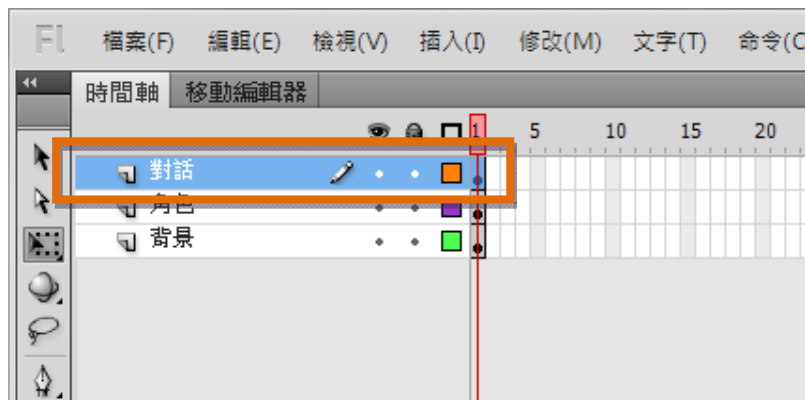 Fl 檔案(F) 編輯(E) 檢視(V) 插入(I) 修改(M) 文字(T) 命令(C
時間軸 移動編輯器
1 5 10 15 20
對話
角色
背景